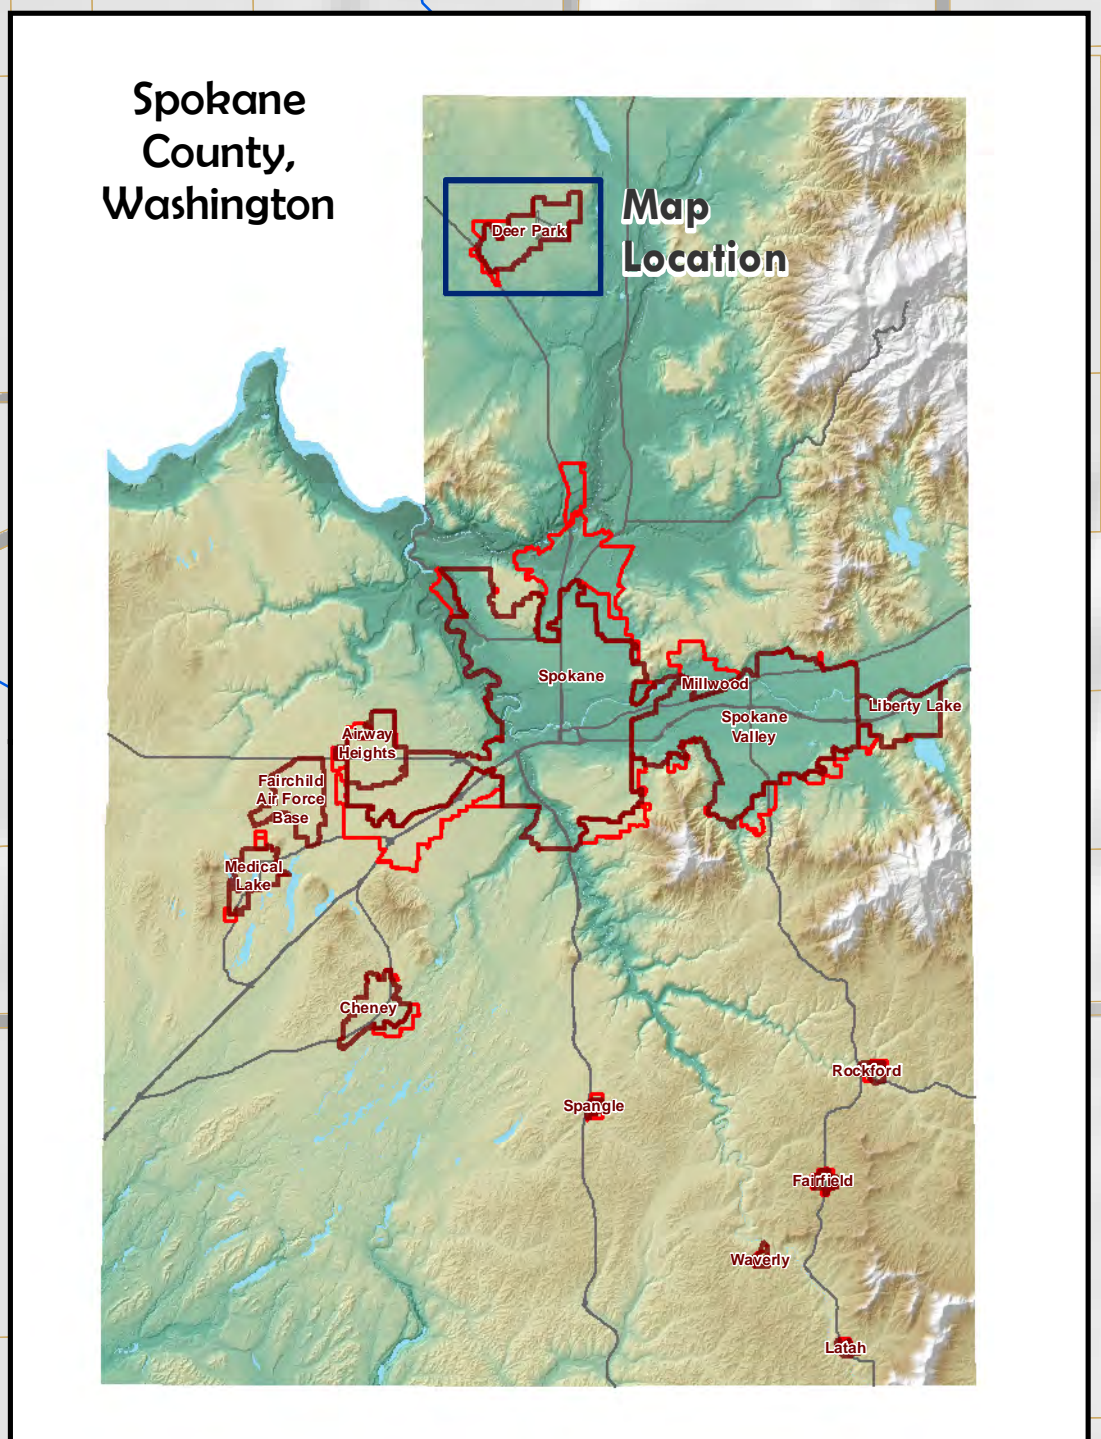 Spokane
County,
Washington
Map
Location
Deer Park
Spokane
Millwood
Liberty Lake
Spokane
Valley
Airway
Heights
Fairchild
Air Force
Base
Medical
Lake
Cheney
Rockford
Spangle
Fairfield
Waverly
Latah